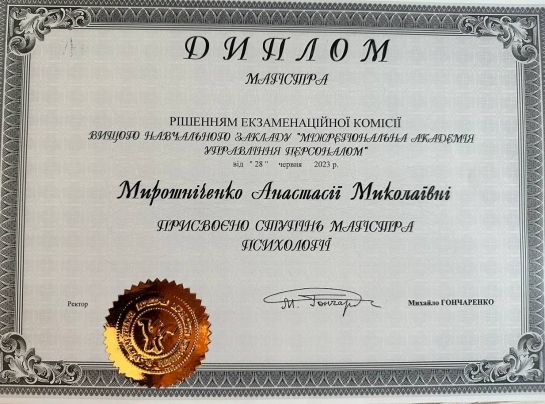 ДИПЛОМ
МАГІСТРА
РІШЕННЯМ ЕКЗАМЕНАЦІЙНОЇ КОМІСІЇ
ВИЩОГО НАВЧАЛЬНОГО ЗАКЛАДУ "МІЖРЕГІОНАЛЬНА АКАДЕМІЯ
УПРАВЛІННЯ ПЕРСОНАЛОМ"
від "28" червня 2023 р.
Мирошніченко Анастасії Миколаївні
ПРИСВОЄНО СТУПІНЬ МАГІСТРА
ПСИХОЛОГІЇ
Ректор М. Гончар Михайло ГОНЧАРЕНКО